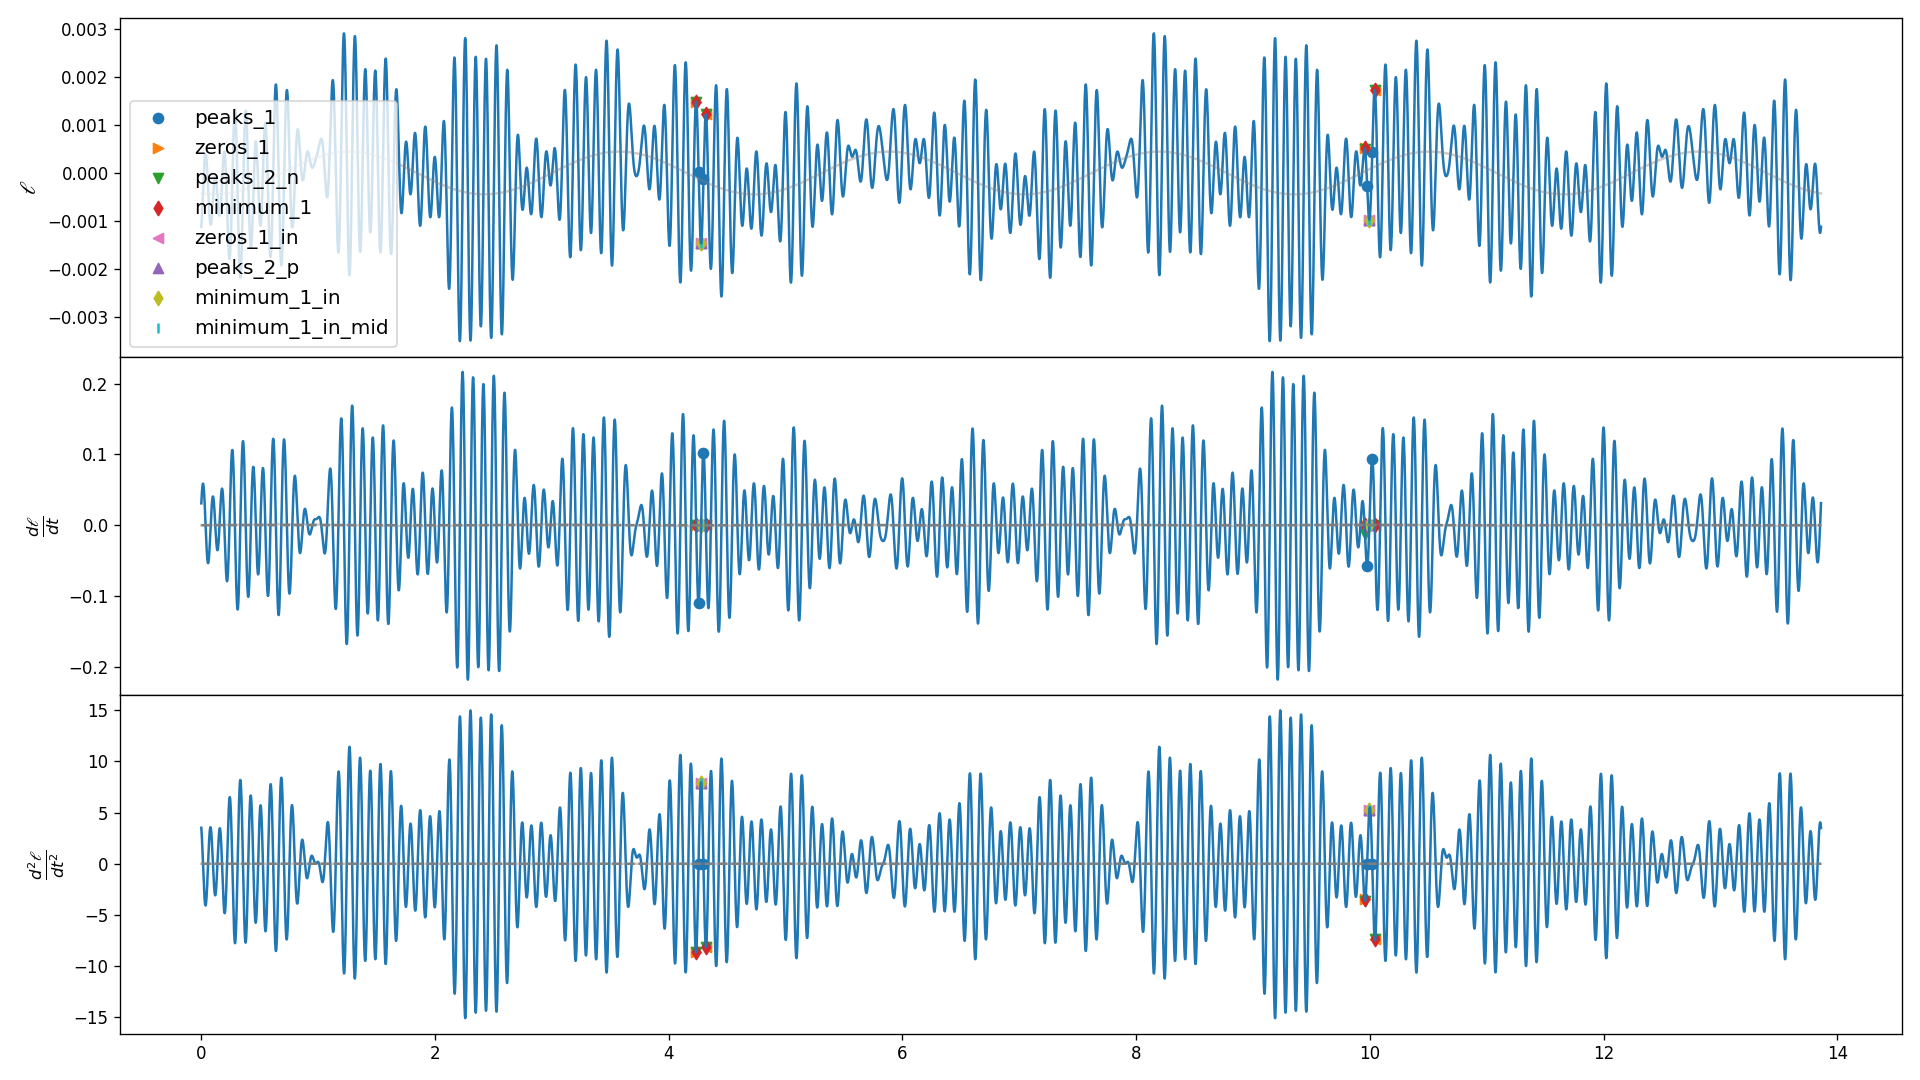 0.003
0.002
0.001
0.000
−0.001
−0.002
−0.003
ℓ
peaks_1
zeros_1
peaks_2_n
minimum_1
zeros_1_in
peaks_2_p
minimum_1_in
minimum_1_in_mid
0.2
0.1
0.0
−0.1
−0.2
dℓ/dt
15
10
5
0
−5
−10
−15
d²ℓ/dt²
0 2 4 6 8 10 12 14